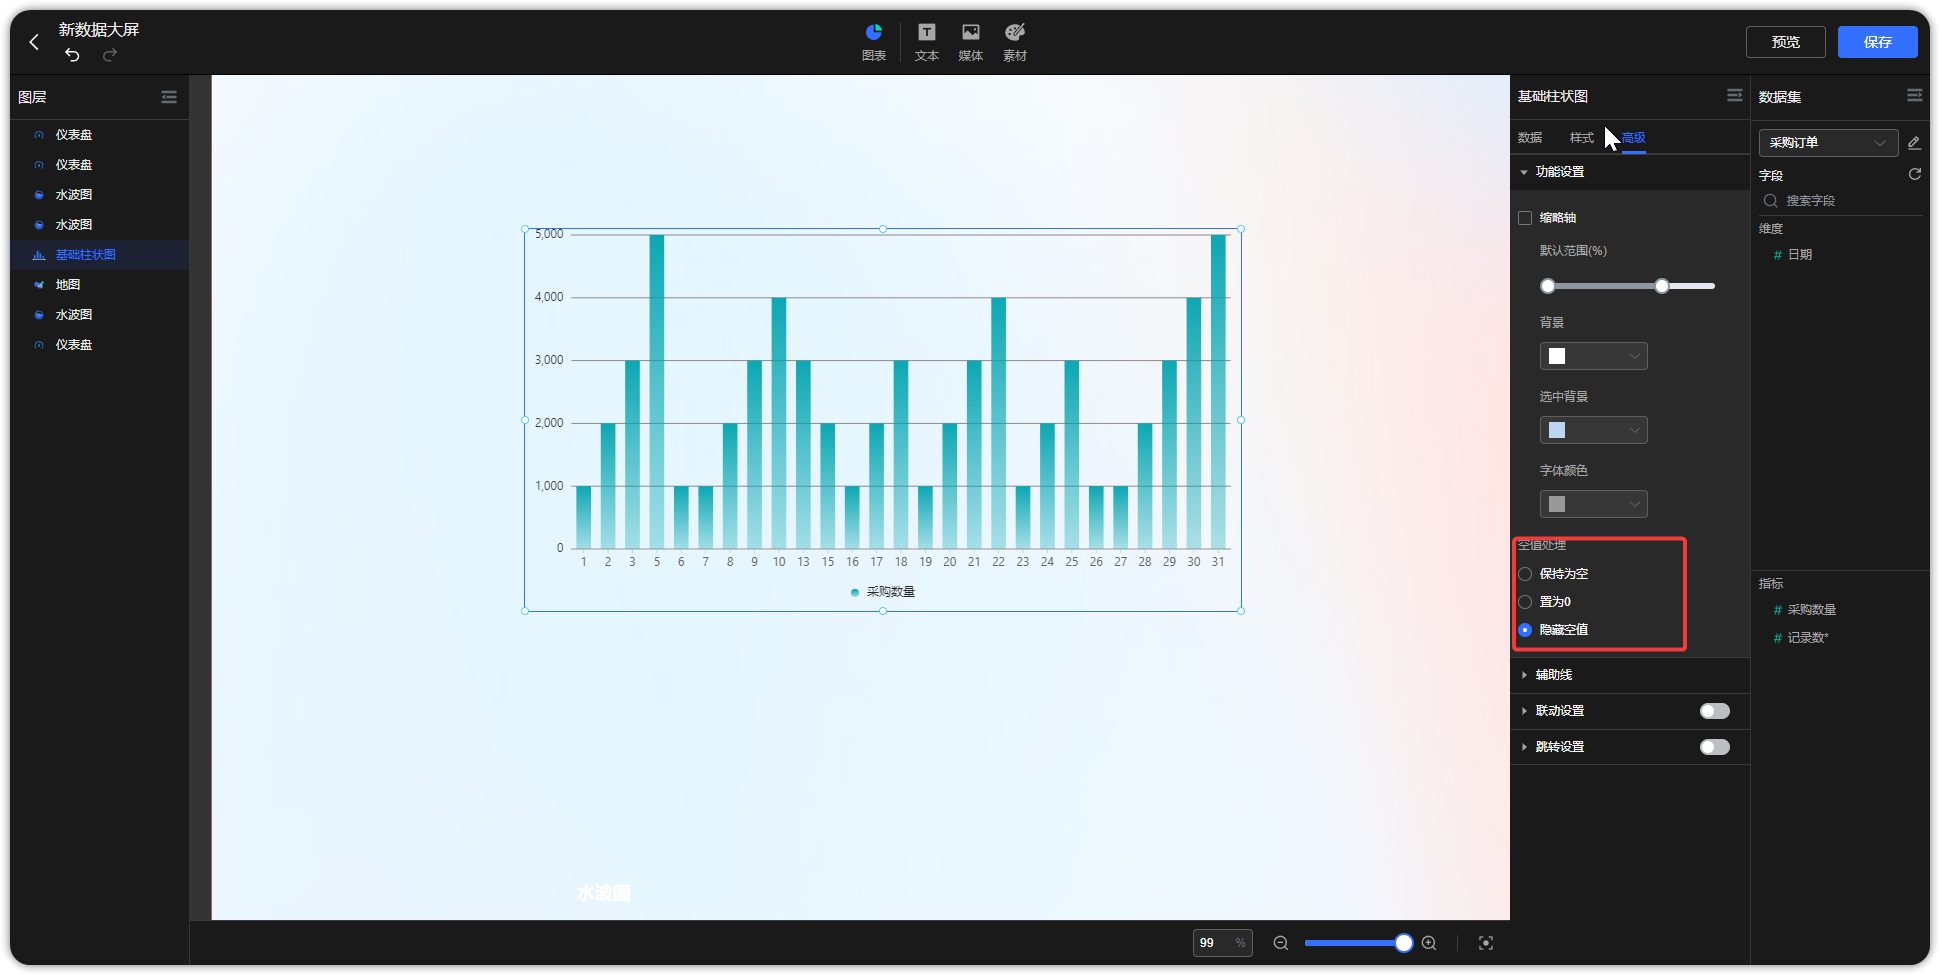 新数据大屏
图表
文本
媒体
素材
预览
保存
图层
仪表盘
仪表盘
水波图
水波图
基础柱状图
地图
水波图
仪表盘
5,000
4,000
3,000
2,000
1,000
0
1 2 3 5 6 7 8 9 10 13 15 16 17 18 19 20 21 22 23 24 25 26 27 28 29 30 31
采购数量
水波图
99 %
基础柱状图
数据 样式 高级
功能设置
缩略轴
默认范围(%)
背景
选中背景
字体颜色
空值处理
保持为空
置为0
隐藏空值
辅助线
联动设置
跳转设置
数据集
采购订单
字段
搜索字段
维度
# 日期
指标
# 采购数量
# 记录数*